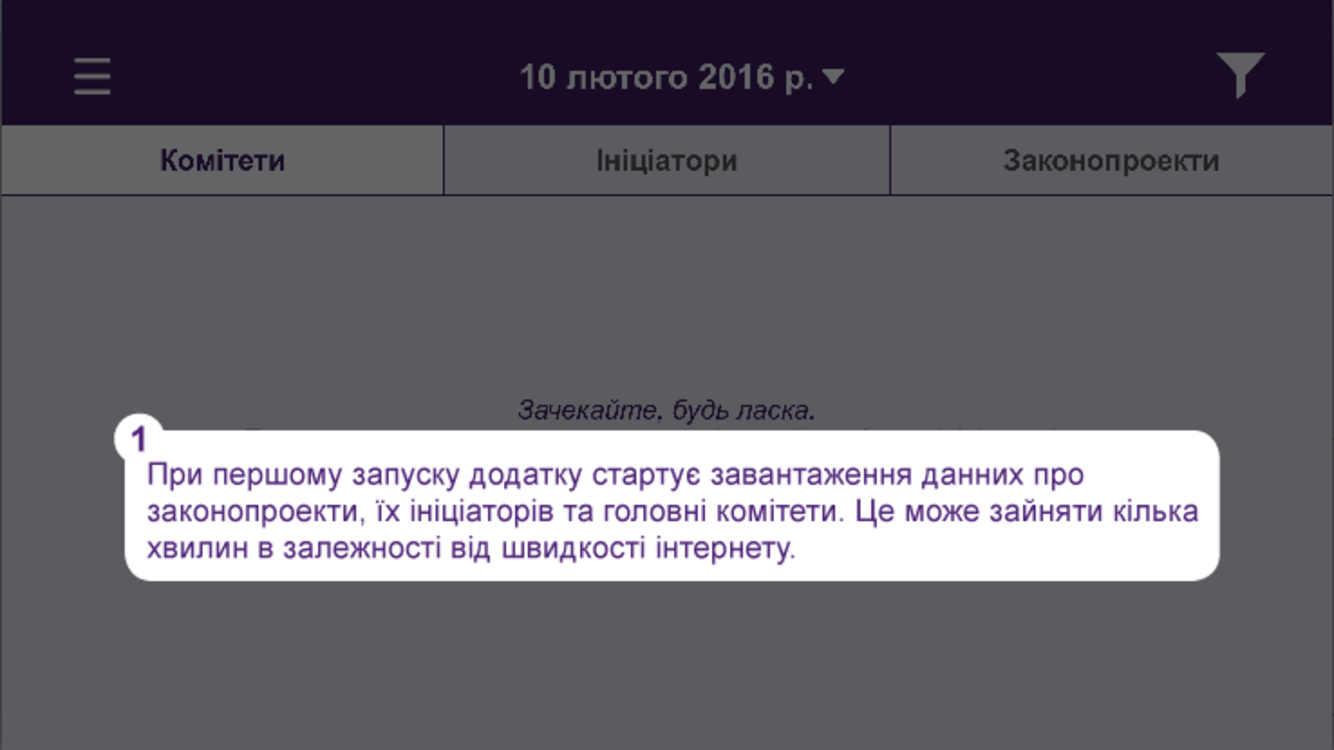 10 лютого 2016 р.
Комітети
Ініціатори
Законопроекти
Зачекайте, будь ласка.
1
При першому запуску додатку стартує завантаження данних про
законопроекти, їх ініціаторів та головні комітети. Це може зайняти кілька
хвилин в залежності від швидкості інтернету.